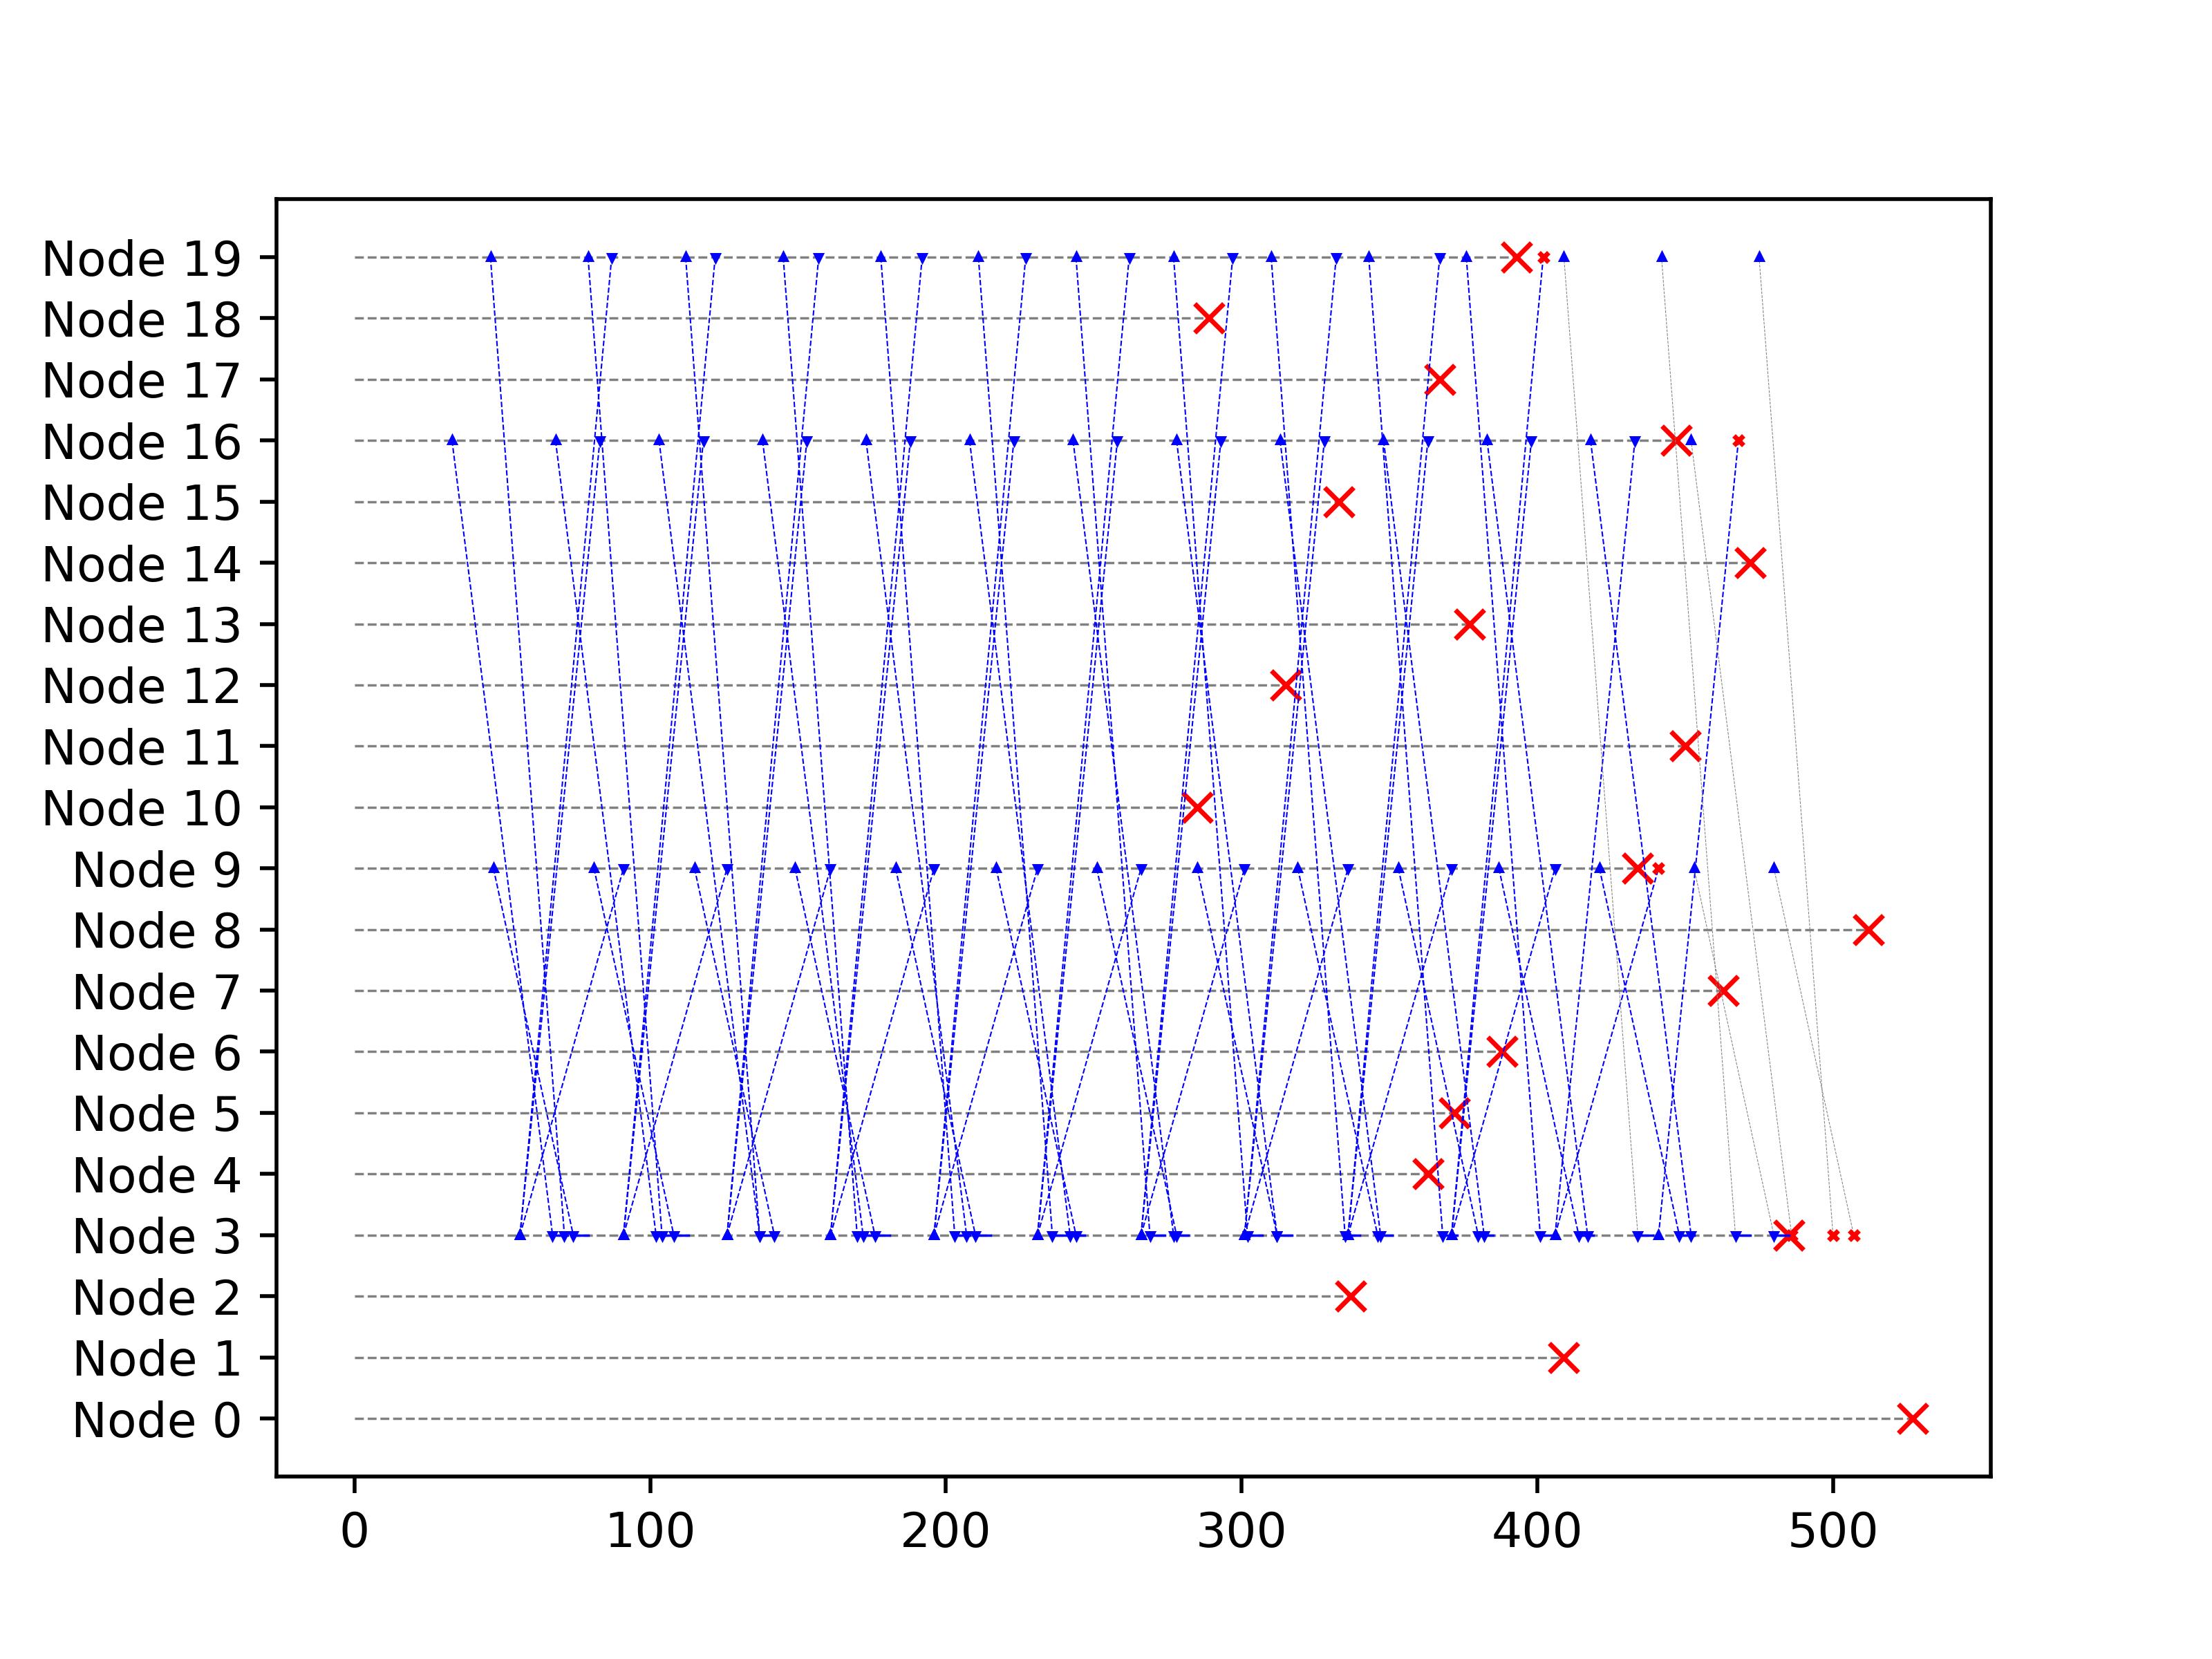 Node 19
Node 18
Node 17
Node 16
Node 15
Node 14
Node 13
Node 12
Node 11
Node 10
Node 9
Node 8
Node 7
Node 6
Node 5
Node 4
Node 3
Node 2
Node 1
Node 0
0 100 200 300 400 500